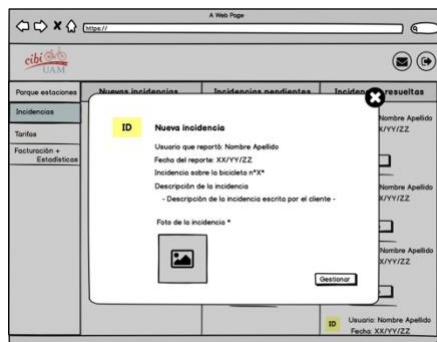 A Web Page
https://
cibi
UAM
Parque estaciones
Incidencias
Tarifas
Facturación +
Estadísticas
Nuevas incidencias
Incidencias pendientes
resueltas
ID
Nueva incidencia
Usuario que reportó: Nombre Apellido
Fecha del reporte: XX/YY/ZZ
Incidencia sobre la bicicleta nº"X"
Descripción de la incidencia
- Descripción de la incidencia escrita por el cliente -
Foto de la incidencia *
Gestionar
Nombre Apellido
X/YY/ZZ
Nombre Apellido
X/YY/ZZ
Nombre Apellido
X/YY/ZZ
ID
Usuario: Nombre Apellido
Fecha: XX/YY/ZZ